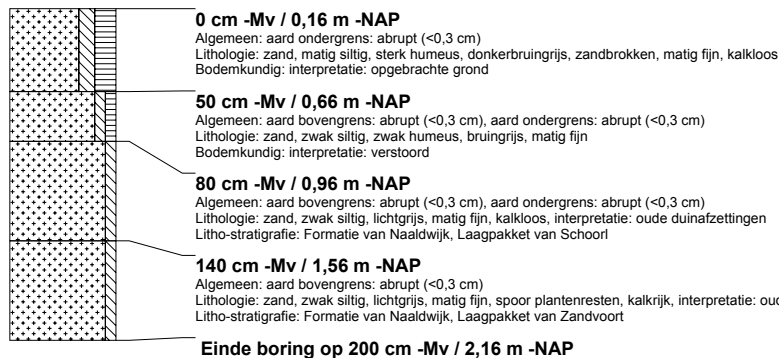 0 cm -Mv / 0,16 m -NAP
Algemeen: aard ondergrens: abrupt (<0,3 cm)
Lithologie: zand, matig siltig, sterk humeus, donkerbruingrijs, zandbrokken, matig fijn, kalkloos
Bodemkundig: interpretatie: opgebrachte grond
50 cm -Mv / 0,66 m -NAP
Algemeen: aard bovengrens: abrupt (<0,3 cm), aard ondergrens: abrupt (<0,3 cm)
Lithologie: zand, zwak siltig, zwak humeus, bruingrijs, matig fijn
Bodemkundig: interpretatie: verstoord
80 cm -Mv / 0,96 m -NAP
Algemeen: aard bovengrens: abrupt (<0,3 cm), aard ondergrens: abrupt (<0,3 cm)
Lithologie: zand, zwak siltig, lichtgrijs, matig fijn, kalkloos, interpretatie: oude duinafzettingen
Litho-stratigrafie: Formatie van Naaldwijk, Laagpakket van Schoorl
140 cm -Mv / 1,56 m -NAP
Algemeen: aard bovengrens: abrupt (<0,3 cm)
Lithologie: zand, zwak siltig, lichtgrijs, matig fijn, spoor plantenresten, kalkrijk, interpretatie: oud
Litho-stratigrafie: Formatie van Naaldwijk, Laagpakket van Zandvoort
Einde boring op 200 cm -Mv / 2,16 m -NAP